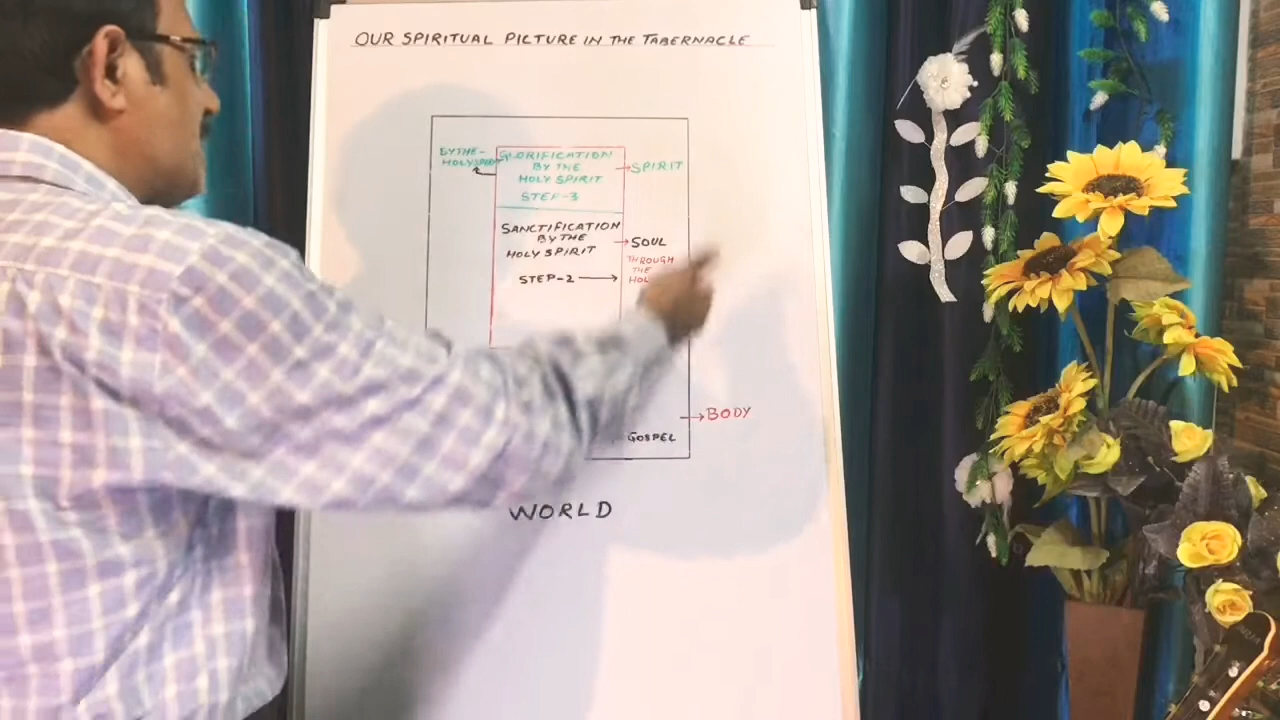 OUR SPIRITUAL PICTURE IN THE TABERNACLE
BY THE-
HOLY SPIRIT
GLORIFICATION
BY THE
HOLY SPIRIT
STEP-3
SPIRIT
SANCTIFICATION
BY THE
HOLY SPIRIT
STEP-2
SOUL
THROUGH
THE
BODY
GOSPEL
WORLD